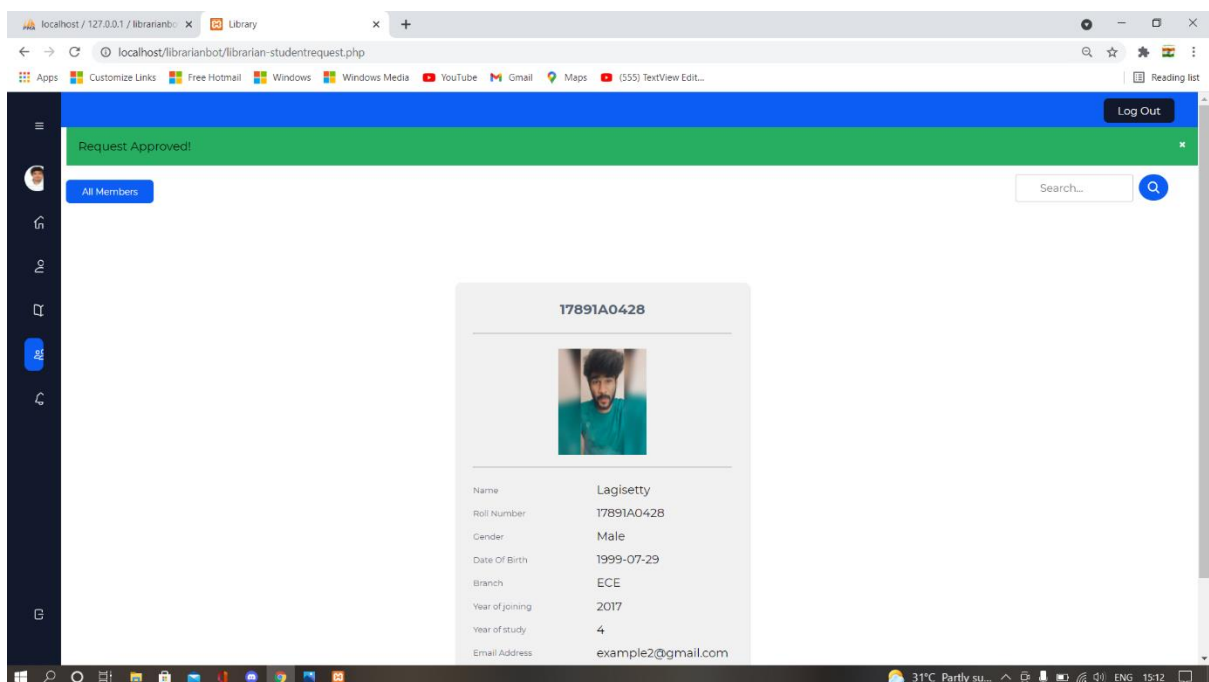 localhost / 127.0.0.1 / librarianbo
Library
localhost/librarianbot/librarian-studentrequest.php
Apps Customize Links Free Hotmail Windows Windows Media YouTube Gmail Maps (555) TextView Edit... Reading list
Log Out
Request Approved!
All Members Search...
17891A0428
Name Lagisetty
Roll Number 17891A0428
Gender Male
Date Of Birth 1999-07-29
Branch ECE
Year of joining 2017
Year of study 4
Email Address example2@gmail.com
31°C Partly su... ENG 15:12